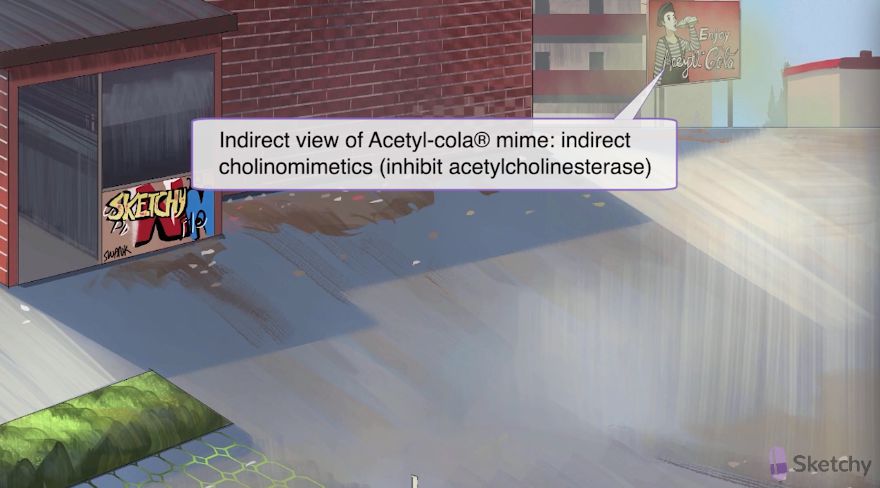 Enjoy
Acetyl Cola
Indirect view of Acetyl-cola® mime: indirect
cholinomimetics (inhibit acetylcholinesterase)
SKETCHY
N M
Sketchy